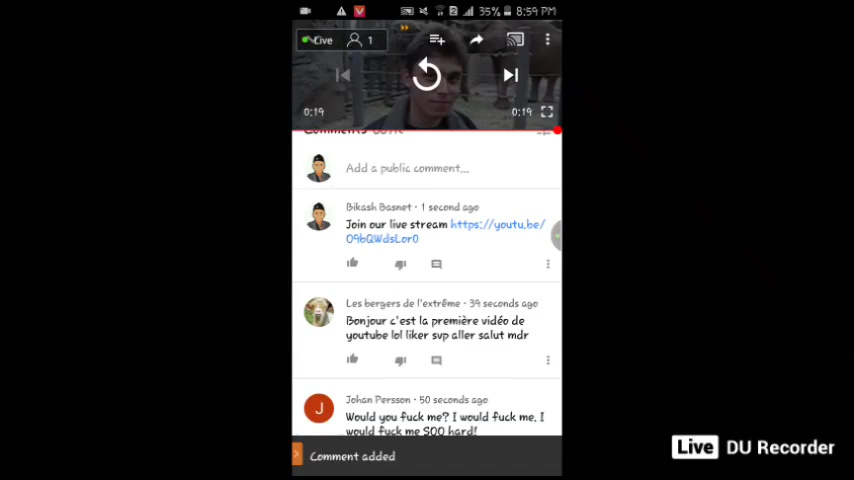 35% 8:59 PM
Live 1
0:19 0:19
Comments
Add a public comment...
Bikash Basnet · 1 second ago
Join our live stream https://youtu.be/
O9bQWdsLor0
Les bergers de l'extrême · 39 seconds ago
Bonjour c'est la première vidéo de
youtube lol liker svp aller salut mdr
J
Johan Persson · 50 seconds ago
Would you fuck me? I would fuck me. I
would fuck me SOO hard!
Comment added
Live DU Recorder